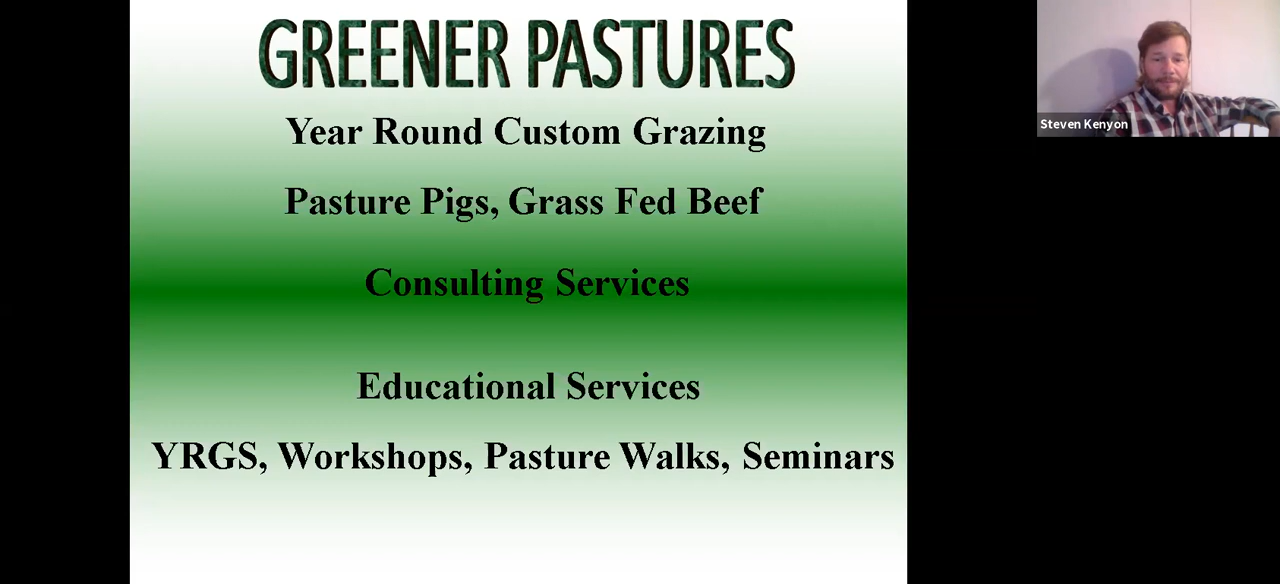 GREENER PASTURES
Year Round Custom Grazing
Pasture Pigs, Grass Fed Beef
Consulting Services
Educational Services
YRGS, Workshops, Pasture Walks, Seminars
Steven Kenyon